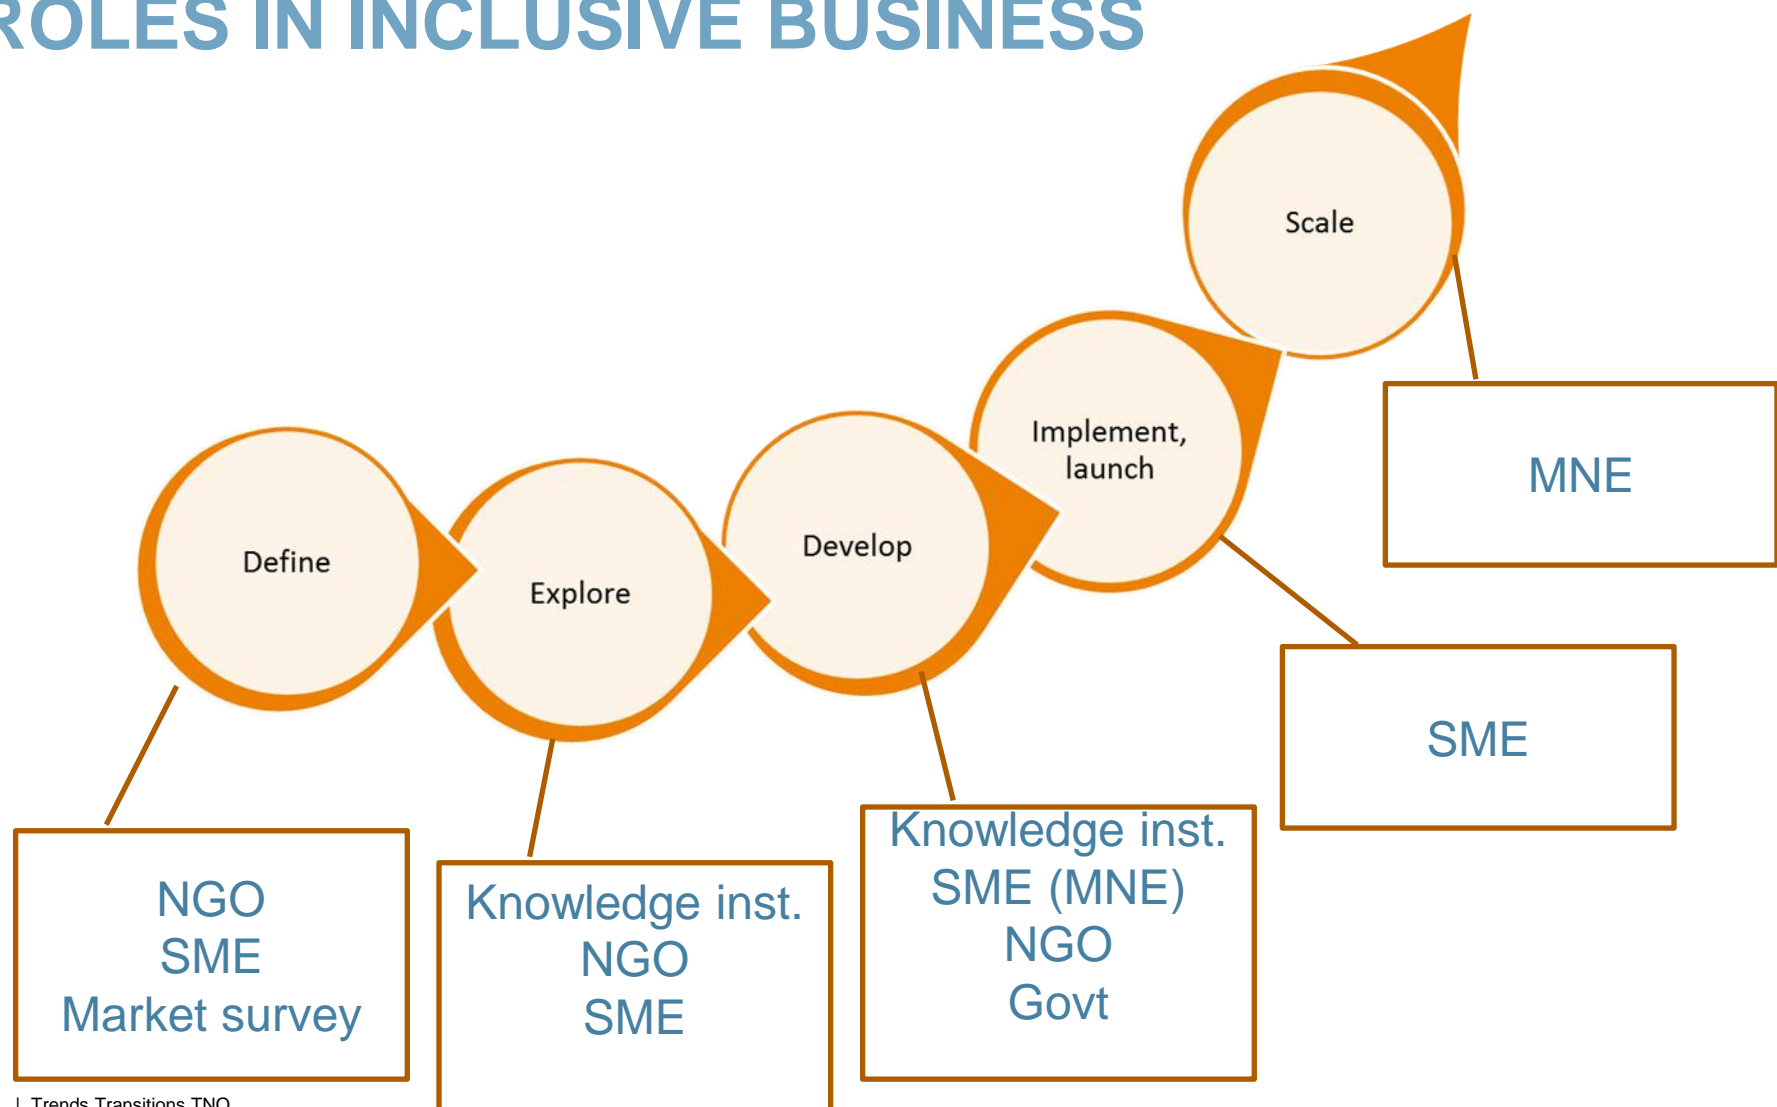 ROLES IN INCLUSIVE BUSINESS
Scale
Implement,
launch
Develop
Define
Explore
MNE
SME
Knowledge inst.
SME (MNE)
NGO
Govt
NGO
SME
Market survey
Knowledge inst.
NGO
SME
| Trends Transitions TNO